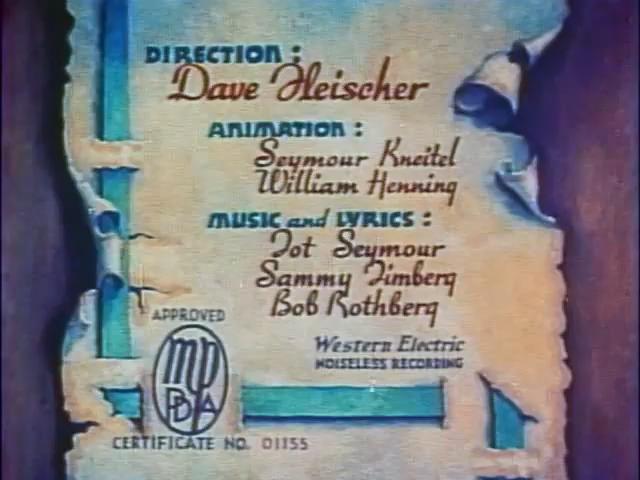 DIRECTION :
Dave Fleischer
ANIMATION :
Seymour Kneitel
William Henning
MUSIC and LYRICS :
Tot Seymour
Sammy Timberg
Bob Rothberg
APPROVED
MPPDA
Western Electric
NOISELESS RECORDING
CERTIFICATE NO. 01155